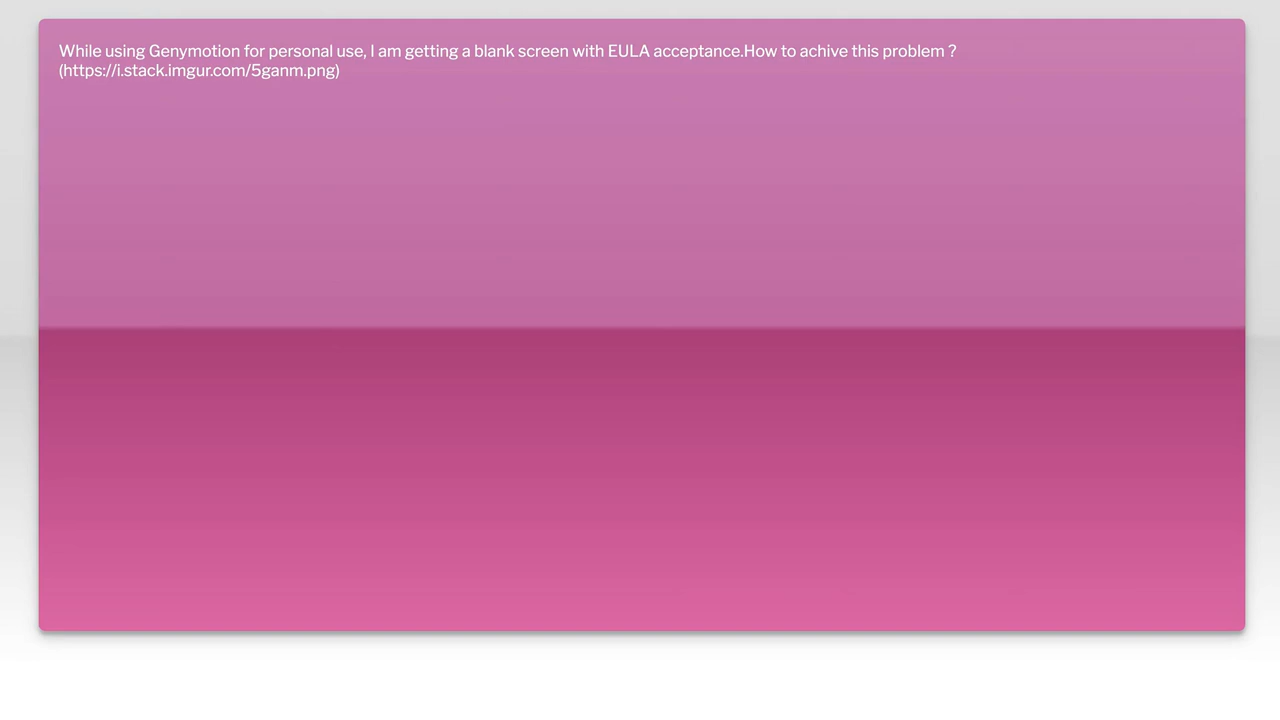 While using Genymotion for personal use, I am getting a blank screen with EULA acceptance.How to achive this problem ?
(https://i.stack.imgur.com/5ganm.png)